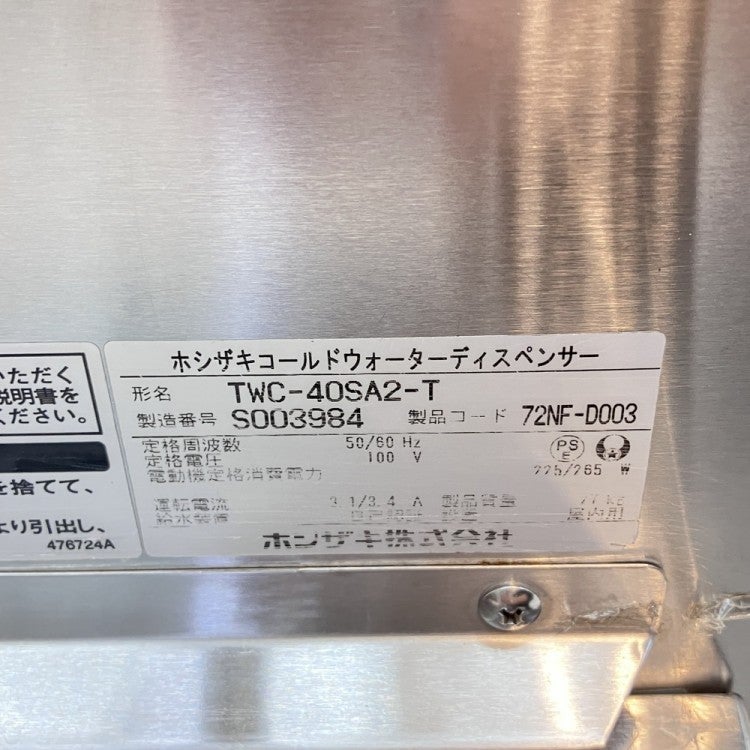 いただく
説明書を
ください。
を捨てて、
より引出し、
476724A
ホシザキコールドウォーターディスペンサー
形名 TWC-40SA2-T
製造番号 S003984 製品コード 72NF-D003
定格周波数 50/60 Hz
定格電圧 100 V
電動機定格消費電力 225/265 W
PSE
運転電流 3.1/3.4 A 製品質量 77 kg
給水装置 屋内用
ホシザキ株式会社